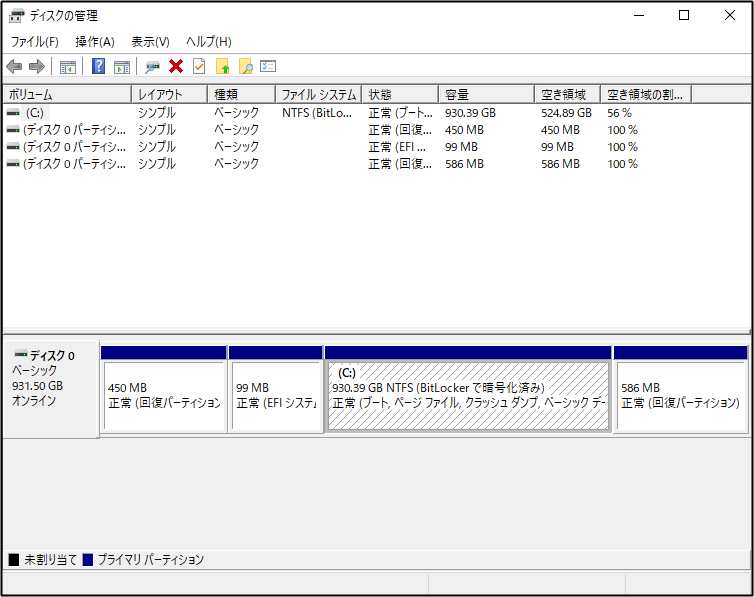 ディスクの管理
ファイル(F) 操作(A) 表示(V) ヘルプ(H)
ボリューム レイアウト 種類 ファイル システム 状態 容量 空き領域 空き領域の割...
(C:) シンプル ベーシック NTFS (BitLo... 正常 (ブート... 930.39 GB 524.89 GB 56 %
(ディスク 0 パーティシ... シンプル ベーシック 正常 (回復... 450 MB 450 MB 100 %
(ディスク 0 パーティシ... シンプル ベーシック 正常 (EFI ... 99 MB 99 MB 100 %
(ディスク 0 パーティシ... シンプル ベーシック 正常 (回復... 586 MB 586 MB 100 %
ディスク 0
ベーシック
931.50 GB
オンライン
450 MB
正常 (回復パーティション
99 MB
正常 (EFI システム
(C:)
930.39 GB NTFS (BitLocker で暗号化済み)
正常 (ブート, ページ ファイル, クラッシュ ダンプ, ベーシック デー
586 MB
正常 (回復パーティション)
未割り当て プライマリ パーティション